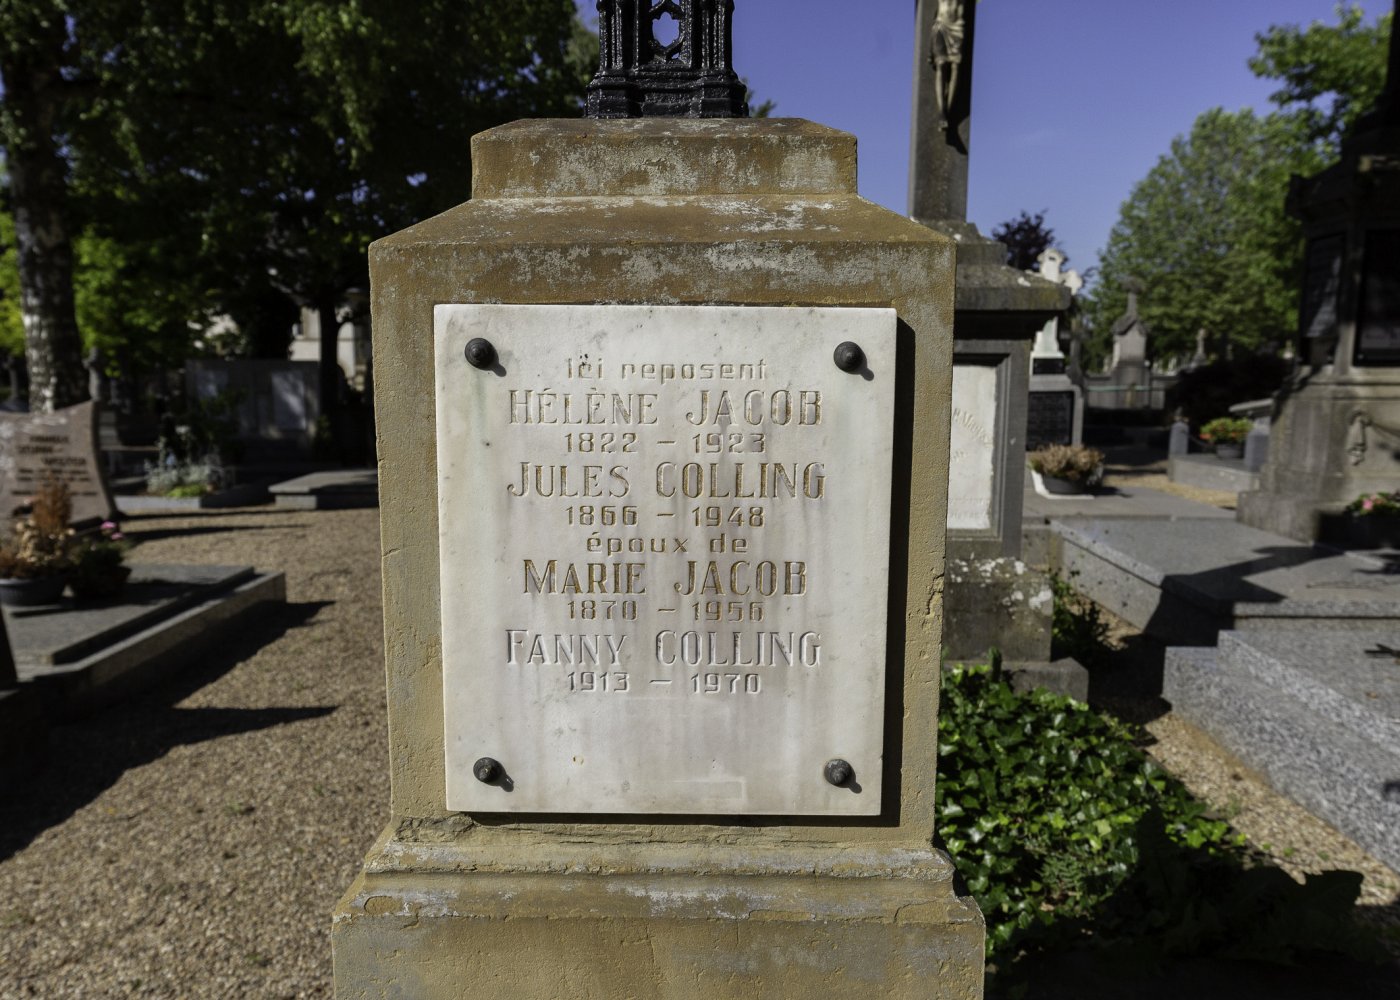 ici reposent
HÉLÈNE JACOB
1822 – 1923
JULES COLLING
1866 – 1948
époux de
MARIE JACOB
1870 – 1956
FANNY COLLING
1913 – 1970